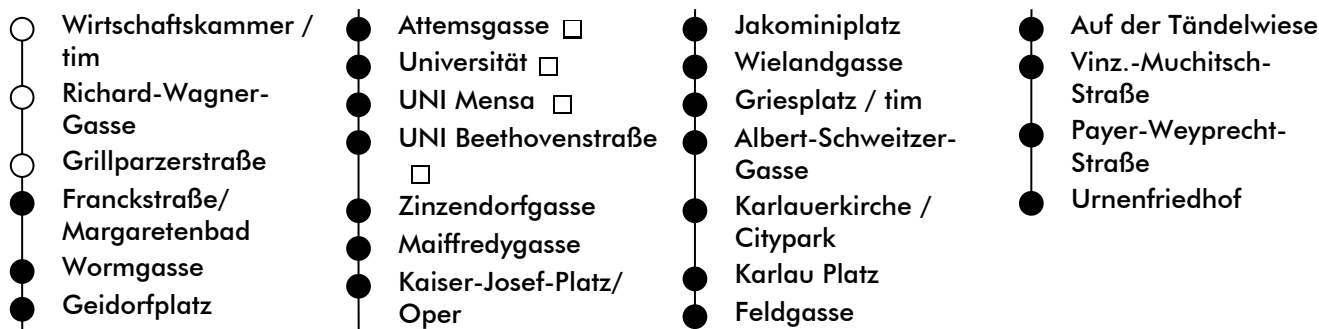 Wirtschaftskammer /
tim
Richard-Wagner-
Gasse
Grillparzerstraße
Franckstraße/
Margaretenbad
Wormgasse
Geidorfplatz
Attemsgasse
Universität
UNI Mensa
UNI Beethovenstraße
Zinzendorfgasse
Maiffredygasse
Kaiser-Josef-Platz/
Oper
Jakominiplatz
Wielandgasse
Griesplatz / tim
Albert-Schweitzer-
Gasse
Karlauerkirche /
Citypark
Karlau Platz
Feldgasse
Auf der Tändelwiese
Vinz.-Muchitsch-
Straße
Payer-Weyprecht-
Straße
Urnenfriedhof